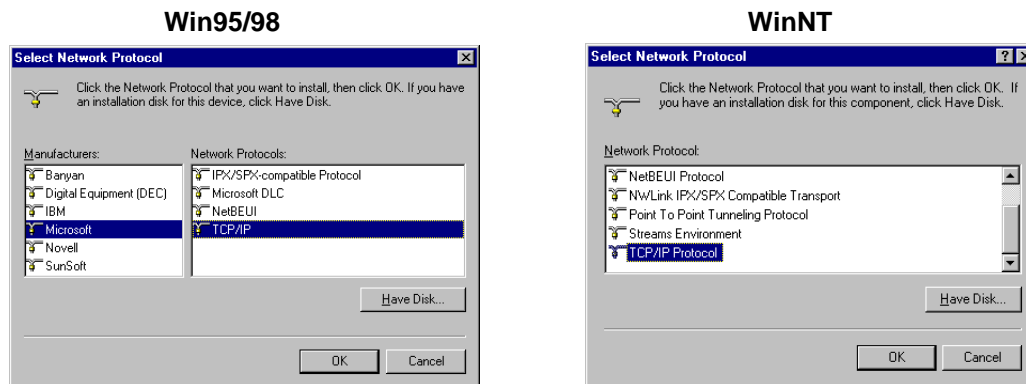 Win95/98
Select Network Protocol
Click the Network Protocol that you want to install, then click OK. If you have
an installation disk for this device, click Have Disk.
Manufacturers:
Banyan
Digital Equipment (DEC)
IBM
Microsoft
Novell
SunSoft
Network Protocols:
IPX/SPX-compatible Protocol
Microsoft DLC
NetBEUI
TCP/IP
Have Disk...
OK
Cancel
WinNT
Select Network Protocol
Click the Network Protocol that you want to install, then click OK. If
you have an installation disk for this component, click Have Disk.
Network Protocol:
NetBEUI Protocol
NWLink IPX/SPX Compatible Transport
Point To Point Tunneling Protocol
Streams Environment
TCP/IP Protocol
Have Disk...
OK
Cancel